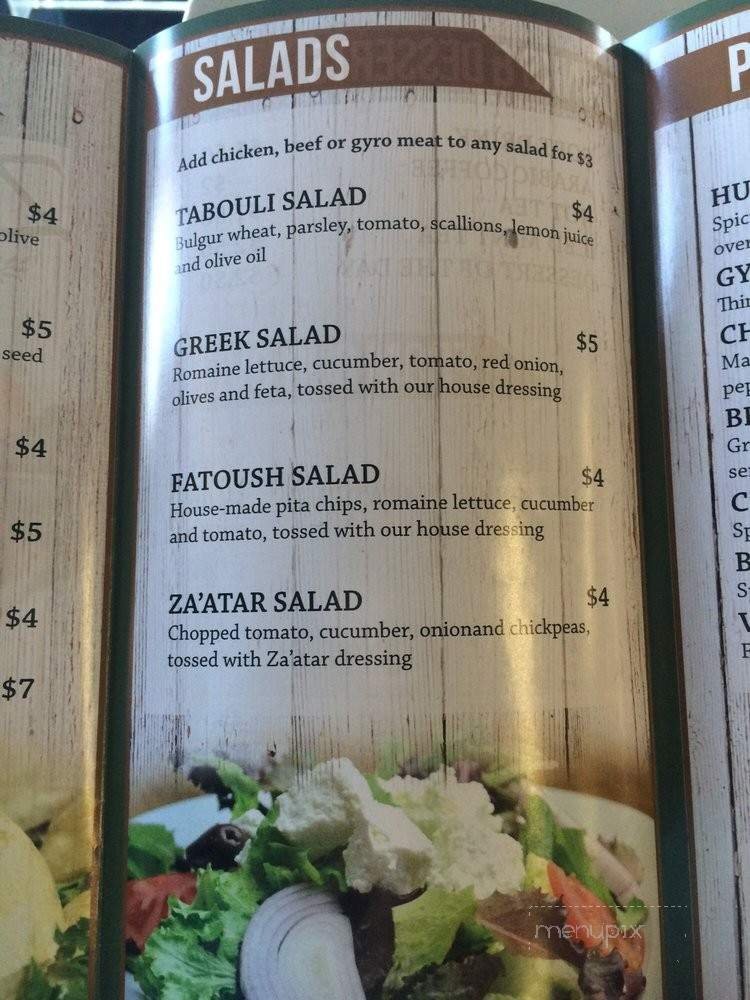 $4
olive
$5
seed
$4
$5
$4
$7
SALADS
Add chicken, beef or gyro meat to any salad for $3
TABOULI SALAD $4
Bulgur wheat, parsley, tomato, scallions, lemon juice
and olive oil
GREEK SALAD $5
Romaine lettuce, cucumber, tomato, red onion,
olives and feta, tossed with our house dressing
FATOUSH SALAD $4
House-made pita chips, romaine lettuce, cucumber
and tomato, tossed with our house dressing
ZA'ATAR SALAD $4
Chopped tomato, cucumber, onionand chickpeas,
tossed with Za'atar dressing
menupix